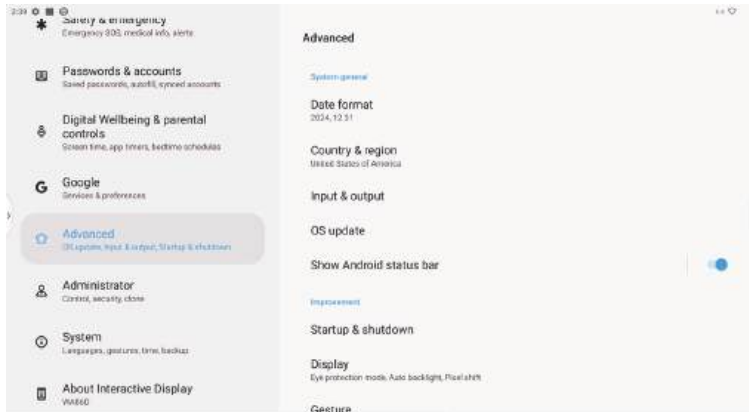 2:39
Safety & emergency
Emergency SOS, medical info, alerts
Passwords & accounts
Saved passwords, autofill, synced accounts
Digital Wellbeing & parental
controls
Screen time, app timers, bedtime schedules
Google
Services & preferences
Advanced
OS update, Input & output, Startup & shutdown
Administrator
Control, security, clone
System
Languages, gestures, time, backup
About Interactive Display
Advanced
System general
Date format
2024, 12 31
Country & region
United States of America
Input & output
OS update
Show Android status bar
Improvement
Startup & shutdown
Display
Eye protection mode, Auto backlight, Pixel shift
Gesture